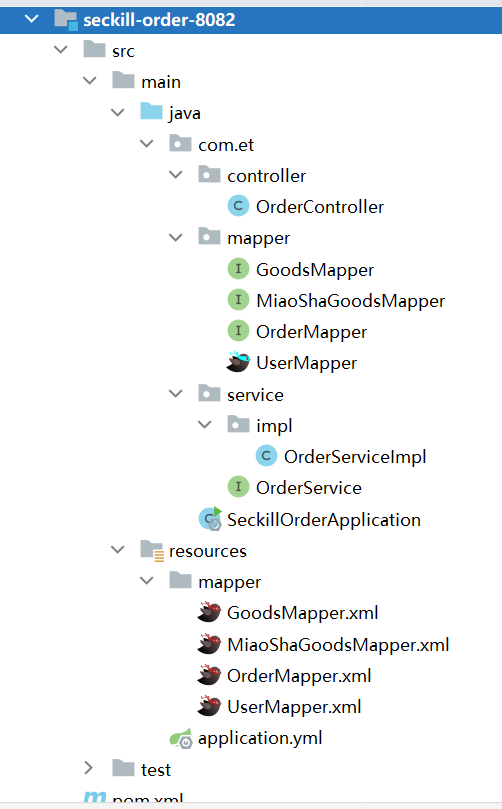 seckill-order-8082
src
main
java
com.et
controller
C OrderController
mapper
I GoodsMapper
I MiaoShaGoodsMapper
I OrderMapper
UserMapper
service
impl
C OrderServiceImpl
I OrderService
C SeckillOrderApplication
resources
mapper
GoodsMapper.xml
MiaoShaGoodsMapper.xml
OrderMapper.xml
UserMapper.xml
application.yml
test
m pom.xml